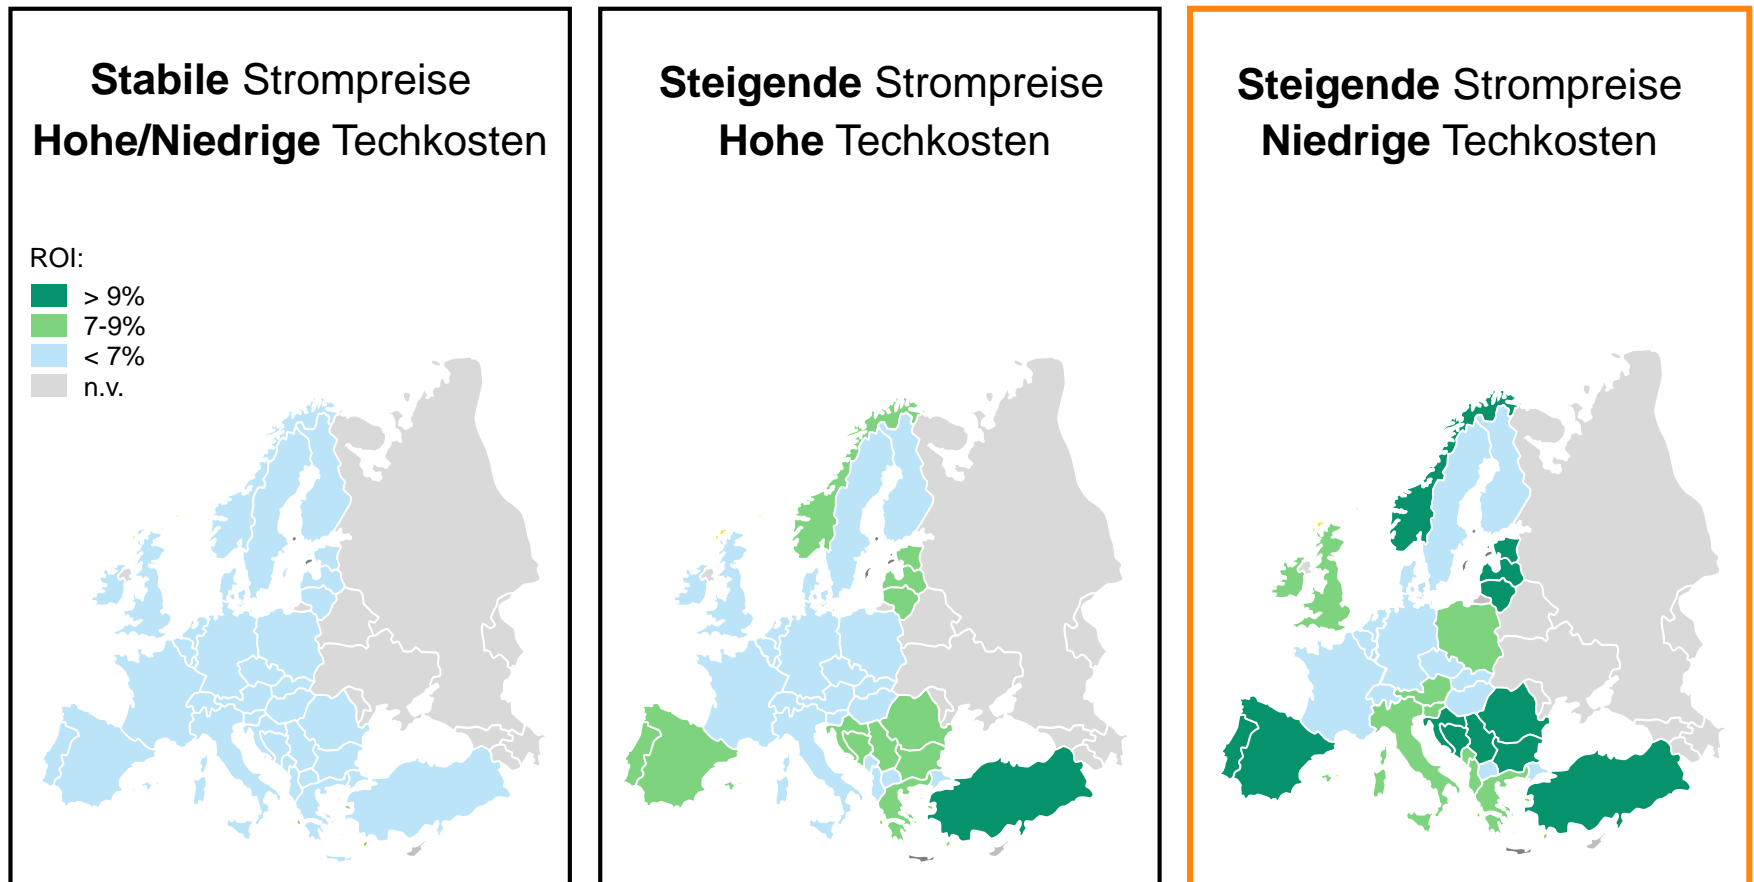 Stabile Strompreise
Hohe/Niedrige Techkosten
ROI:
> 9%
7-9%
< 7%
n.v.
Steigende Strompreise
Hohe Techkosten
Steigende Strompreise
Niedrige Techkosten